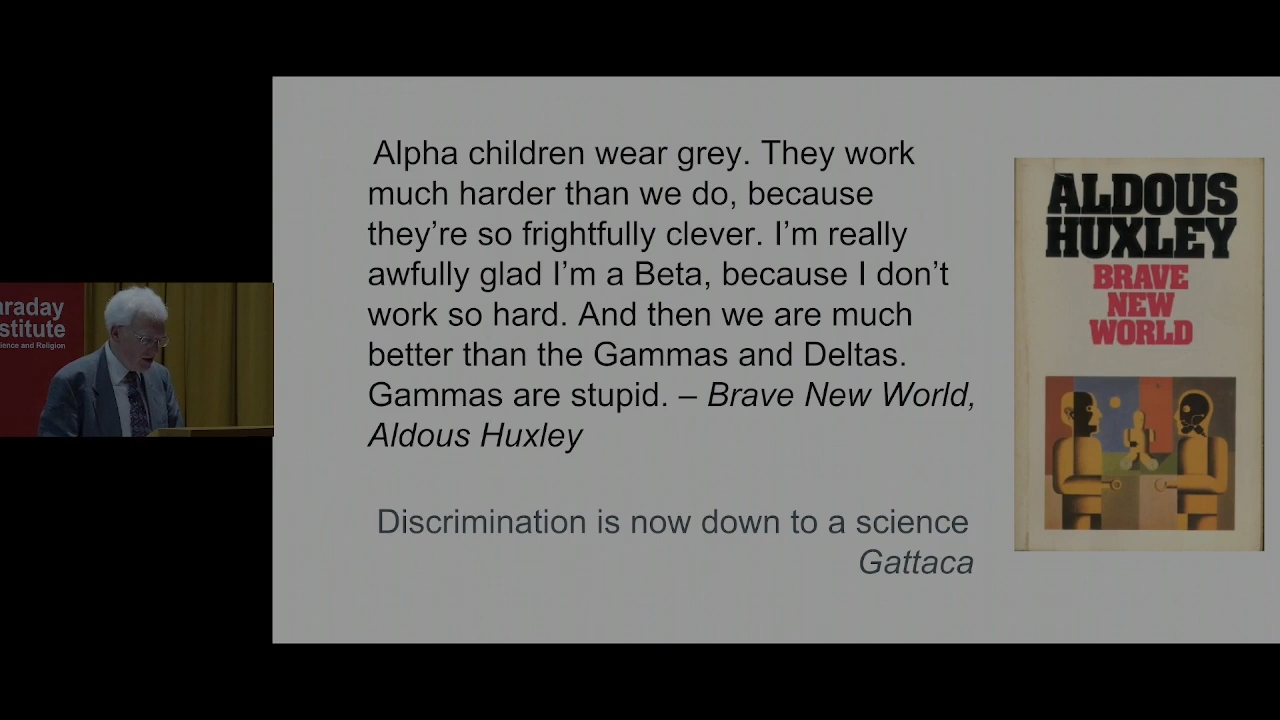 Alpha children wear grey. They work
much harder than we do, because
they’re so frightfully clever. I’m really
awfully glad I’m a Beta, because I don’t
work so hard. And then we are much
better than the Gammas and Deltas.
Gammas are stupid. – Brave New World,
Aldous Huxley
Discrimination is now down to a science
Gattaca
ALDOUS
HUXLEY
BRAVE
NEW
WORLD
araday
stitute
ience and Religion